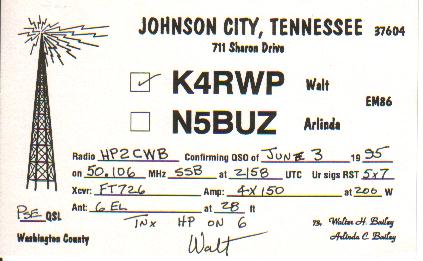 JOHNSON CITY, TENNESSEE 37604
711 Sharon Drive
K4RWP Walt
EM86
N5BUZ Arlinda
Radio HP2CWB Confirming QSO of JUNE 3 1995
on 50.106 MHz SSB at 2158 UTC Ur sigs RST 5x7
Xcvr: FT726 Amp: 4x150 at 200 W
Ant: 6 EL at 28 ft
PSE QSL TNX HP ON 6 73, Walter H. Bailey
Washington County Walt Arlinda C. Bailey